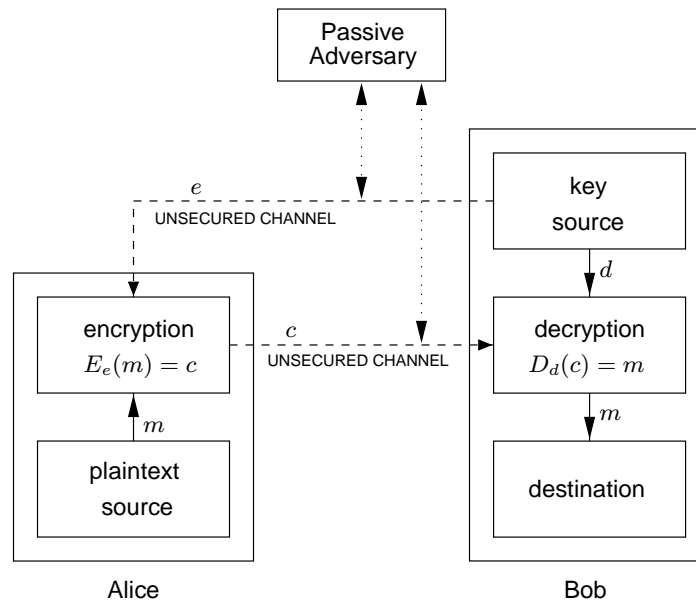 Passive
Adversary
e
UNSECURED CHANNEL
key
source
d
encryption
E_e(m) = c
c
UNSECURED CHANNEL
decryption
D_d(c) = m
m
m
plaintext
source
destination
Alice
Bob